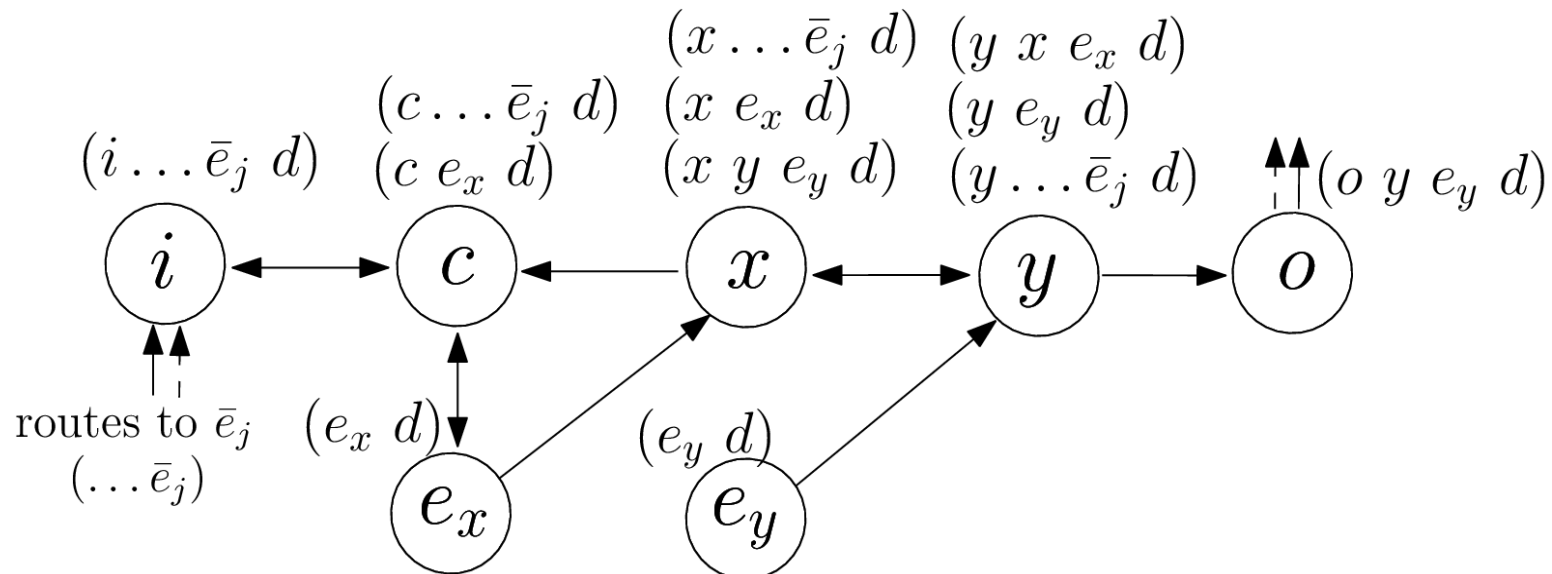 (x … ē_j d) (y x e_x d)
(c … ē_j d) (x e_x d) (y e_y d)
(i … ē_j d) (c e_x d) (x y e_y d) (y … ē_j d) (o y e_y d)
i c x y o
routes to ē_j (e_x d) (e_y d)
(… ē_j)
e_x e_y